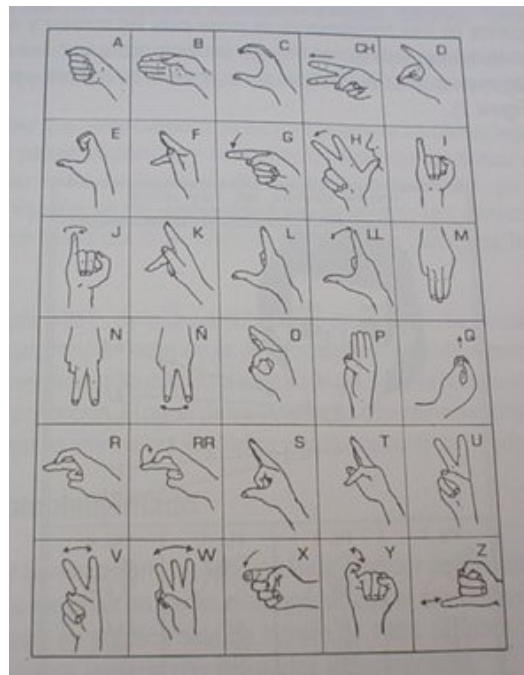 A B C CH D
E F G H I
J K L LL M
N Ñ O P Q
R RR S T U
V W X Y Z